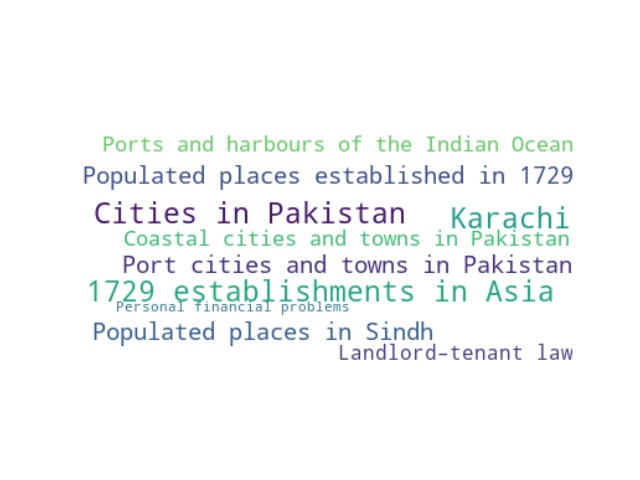 Ports and harbours of the Indian Ocean
Populated places established in 1729
Cities in Pakistan
Karachi
Coastal cities and towns in Pakistan
Port cities and towns in Pakistan
1729 establishments in Asia
Personal financial problems
Populated places in Sindh
Landlord–tenant law